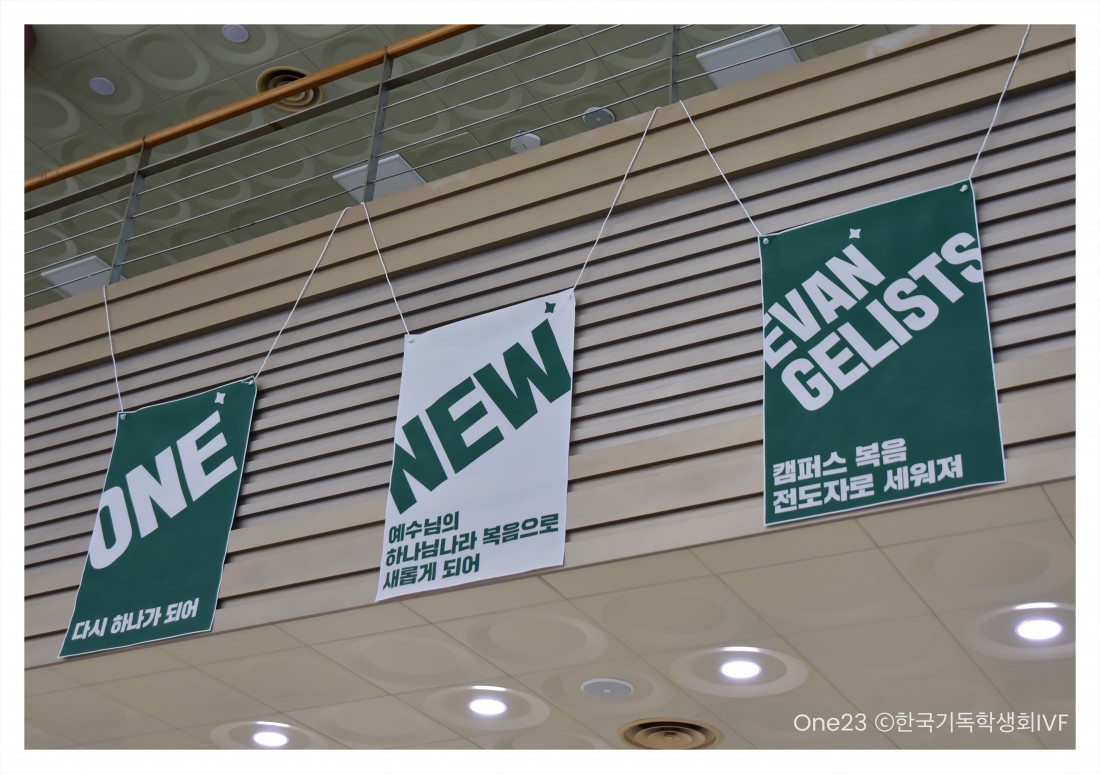 ONE
다시 하나가 되어
NEW
예수님의
하나님나라 복음으로
새롭게 되어
EVAN
GELISTS
캠퍼스 복음
전도자로 세워져
One23 ©한국기독학생회IVF